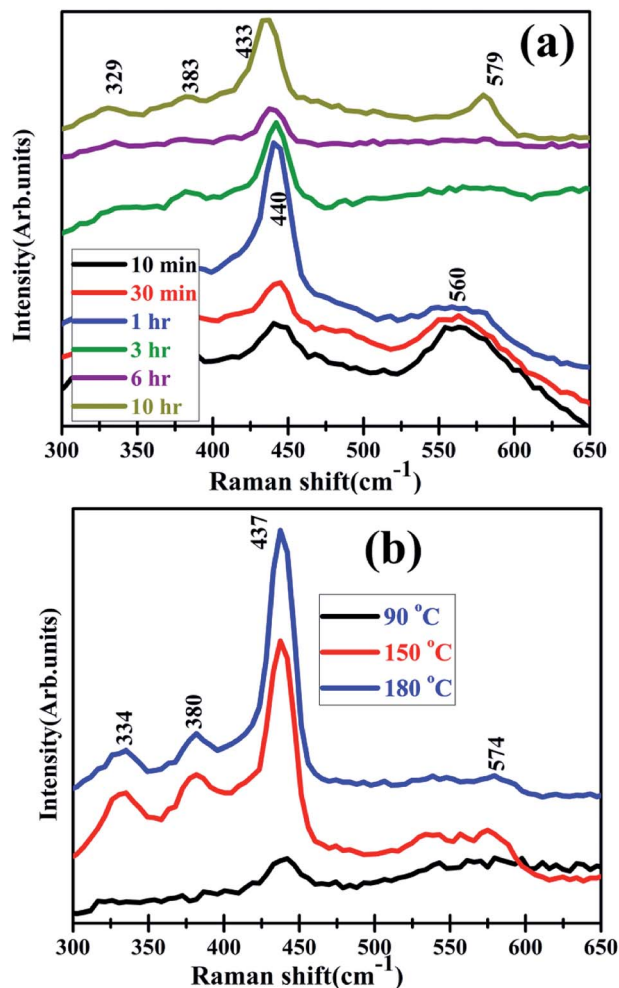 (a)
329
383
433
579
440
560
Intensity(Arb.units)
10 min
30 min
1 hr
3 hr
6 hr
10 hr
300 350 400 450 500 550 600 650
Raman shift(cm⁻¹)
(b)
437
334
380
574
Intensity(Arb.units)
90 °C
150 °C
180 °C
300 350 400 450 500 550 600 650
Raman shift(cm⁻¹)